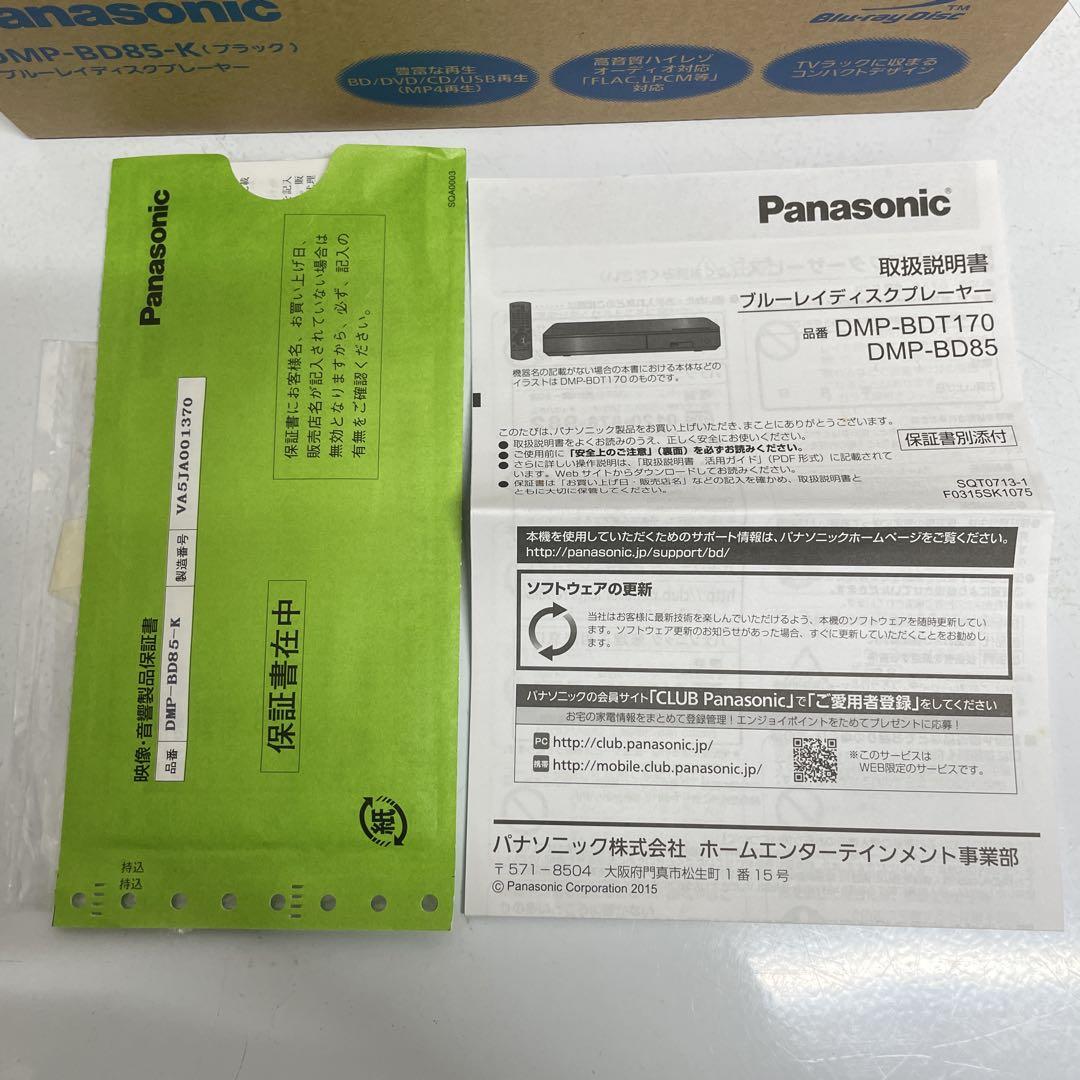 Panasonic
DMP-BD85-K(ブラック)
ブルーレイディスクプレーヤー
豊富な再生
BD/DVD/CD/USB再生
(MP4再生)
高音質ハイレゾ
オーディオ対応
「FLAC、LPCM等」
対応
Blu-ray Disc™
TVラックに収まる
コンパクトデザイン
Panasonic
SQA0003
保証書にお客様名、お買い上げ日、
販売店名が記入されていない場合は
無効となりますから、必ず、記入の
有無をご確認ください。
映像・音響製品保証書
品番 DMP-BD85-K 製造番号 VA5JA001370
保証書在中
紙
持込
持込
Panasonic®
取扱説明書
ブルーレイディスクプレーヤー
品番 DMP-BDT170
DMP-BD85
機器名の記載がない場合の本書における本体などの
イラストは DMP-BDT170 のものです。
このたびは、パナソニック製品をお買い上げいただき、まことにありがとうございます。
● 取扱説明書をよくお読みのうえ、正しく安全にお使いください。
● ご使用前に「安全上のご注意」(裏面)を必ずお読みください。
● さらに詳しい操作説明は、「取扱説明書 活用ガイド」(PDF 形式)に記載されて
います。Web サイトからダウンロードしてお読みください。
● 保証書は「お買い上げ日・販売店名」などの記入を確かめ、取扱説明書と
ともに大切に保管してください。
保証書別添付
SQT0713-1
F0315SK1075
本機を使用していただくためのサポート情報は、パナソニックホームページをご覧ください。
http://panasonic.jp/support/bd/
ソフトウェアの更新
当社はお客様に最新技術を楽しんでいただけるよう、本機のソフトウェアを随時更新してい
ます。ソフトウェア更新のお知らせがあった場合、すぐに更新していただくことをお勧めし
ます。
パナソニックの会員サイト「CLUB Panasonic」で「ご愛用者登録」をしてください
お宅の家電情報をまとめて登録管理!エンジョイポイントをためてプレゼントに応募!
PC http://club.panasonic.jp/
携帯 http://mobile.club.panasonic.jp/
※このサービスは
WEB限定のサービスです。
パナソニック株式会社 ホームエンターテインメント事業部
〒571-8504 大阪府門真市松生町1番15号
© Panasonic Corporation 2015